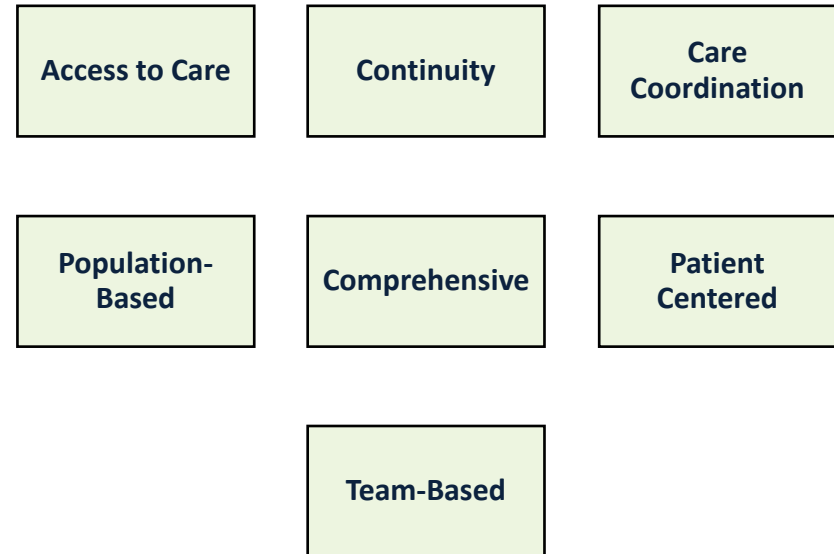 Access to Care
Continuity
Care
Coordination
Population-
Based
Comprehensive
Patient
Centered
Team-Based